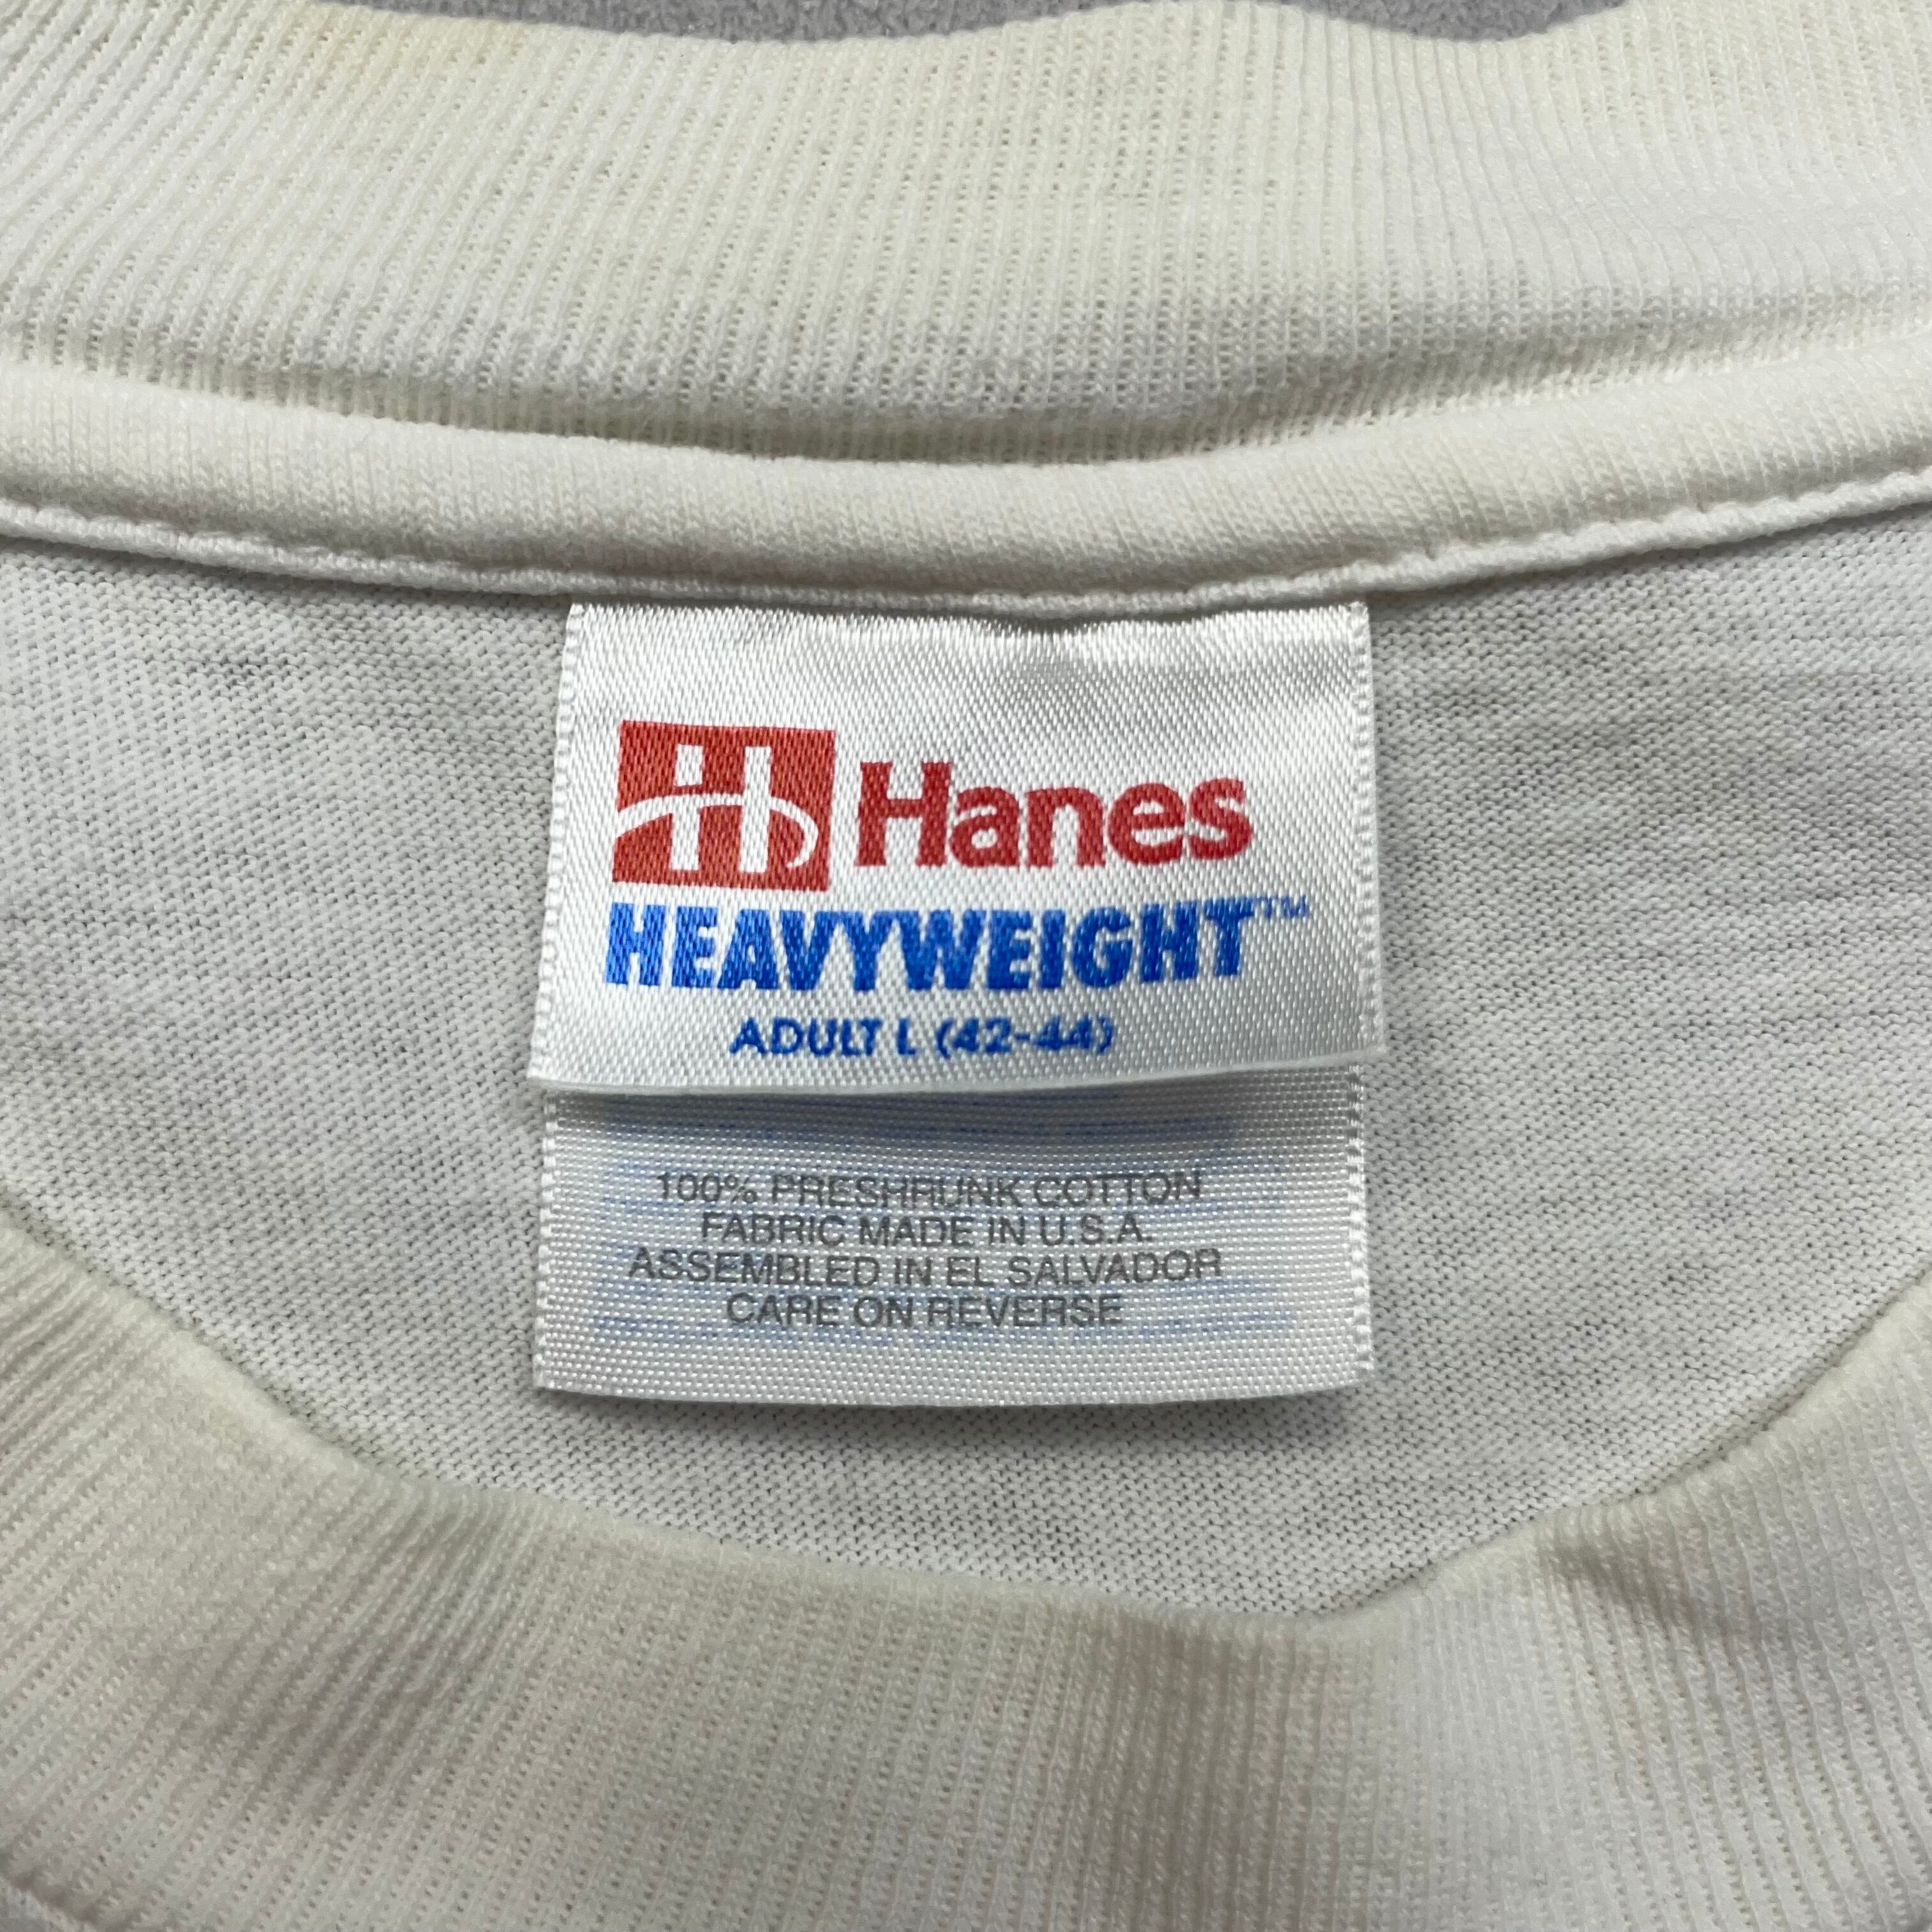 H Hanes
HEAVYWEIGHT™
ADULT L (42-44)
100% PRESHRUNK COTTON
FABRIC MADE IN U.S.A.
ASSEMBLED IN EL SALVADOR
CARE ON REVERSE